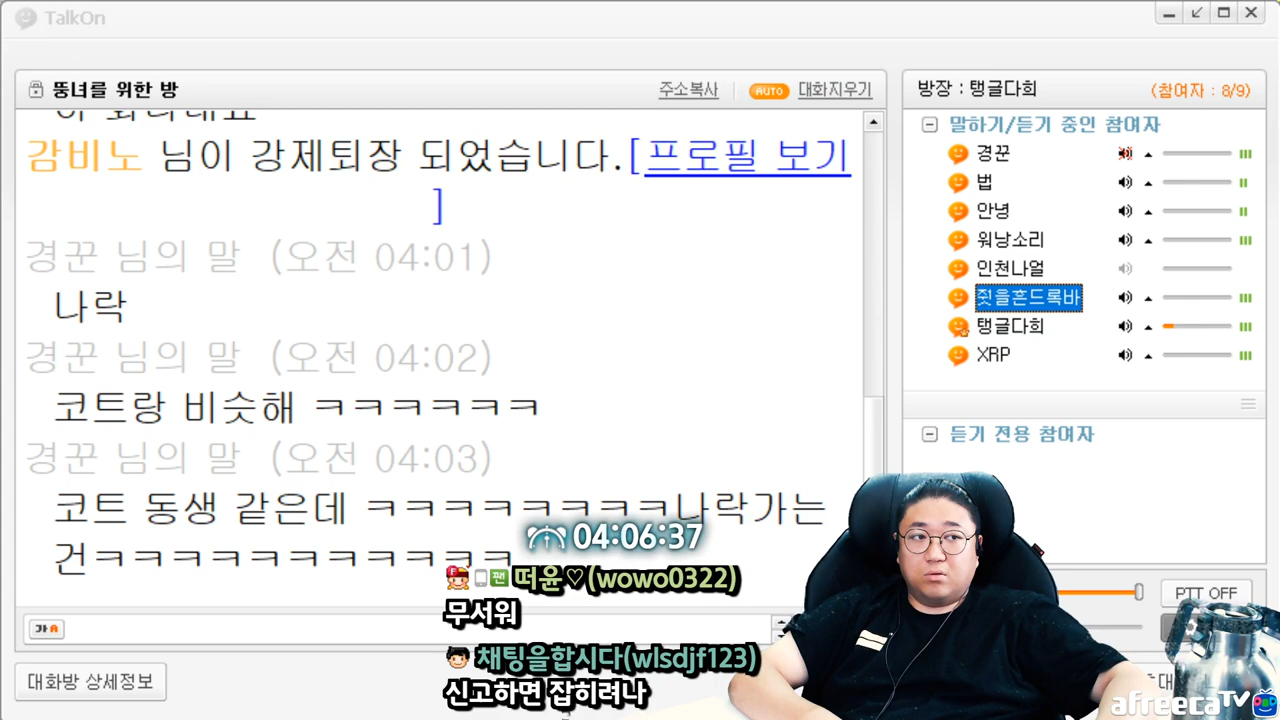 TalkOn
뚱녀를 위한 방
주소복사
AUTO
대화지우기
감비노 님이 강제퇴장 되었습니다.[프로필 보기
]
경꾼 님의 말 (오전 04:01)
나락
경꾼 님의 말 (오전 04:02)
코트랑 비슷해 ㅋㅋㅋㅋㅋㅋ
경꾼 님의 말 (오전 04:03)
코트 동생 같은데 ㅋㅋㅋㅋㅋㅋㅋㅋ나락가는
건ㅋㅋㅋㅋㅋㅋㅋㅋㅋㅋㅋ
가A
대화방 상세정보
방장 : 탱글다희
(참여자 : 8/9)
말하기/듣기 중인 참여자
경꾼
법
안녕
워낭소리
인천나얼
젓을흔드록바
탱글다희
XRP
듣기 전용 참여자
PTT OFF
04:06:37
팬 떠윤♡(wowo0322)
무서워
채팅을합시다(wlsdjf123)
신고하면 잡히려나
afreecaTV